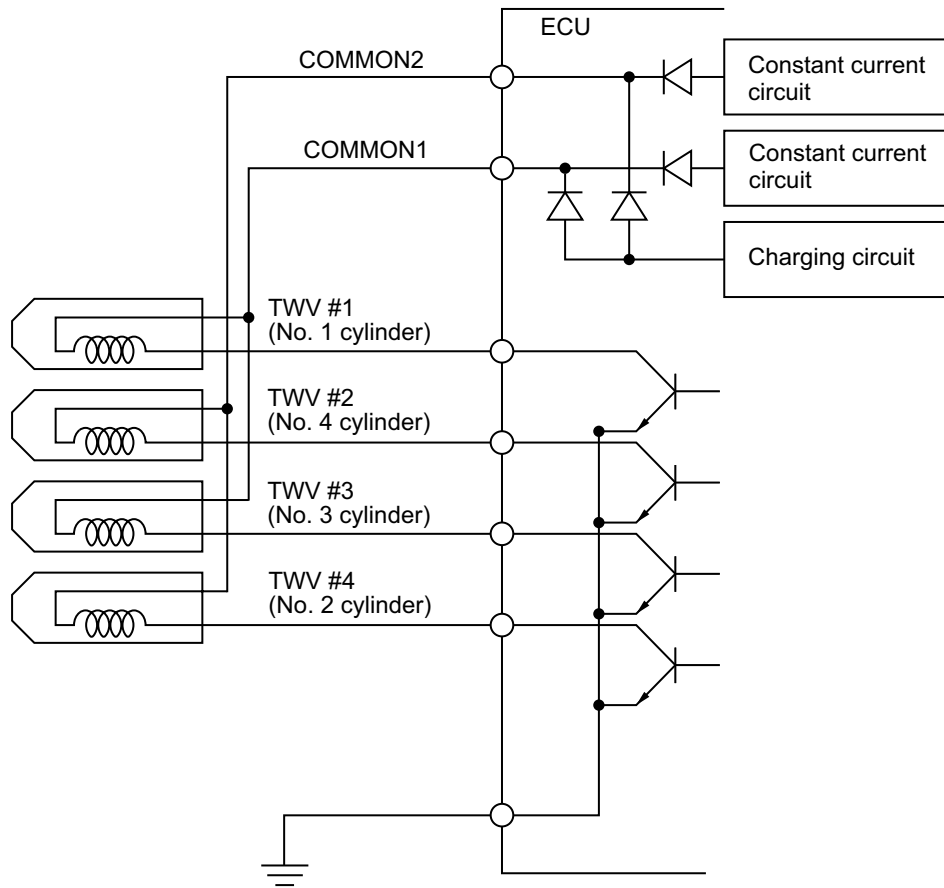 ECU
COMMON2
Constant current
circuit
COMMON1
Constant current
circuit
Charging circuit
TWV #1
(No. 1 cylinder)
TWV #2
(No. 4 cylinder)
TWV #3
(No. 3 cylinder)
TWV #4
(No. 2 cylinder)